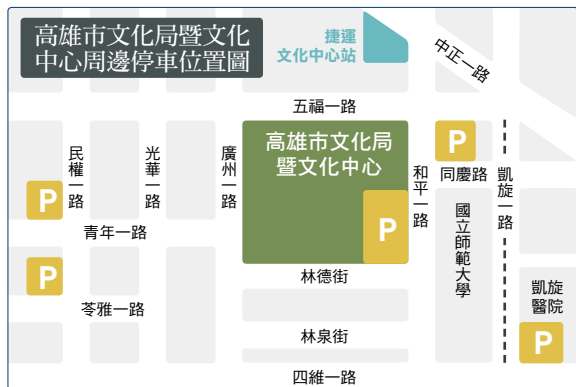 高雄市文化局暨文化
中心周邊停車位置圖
捷運
文化中心站
中正一路
五福一路
高雄市文化局
暨文化中心
P
民權一路
光華一路
廣州一路
和平一路
同慶路
凱旋一路
P
青年一路
P
國立師範大學
P
林德街
凱旋
醫院
苓雅一路
林泉街
P
四維一路